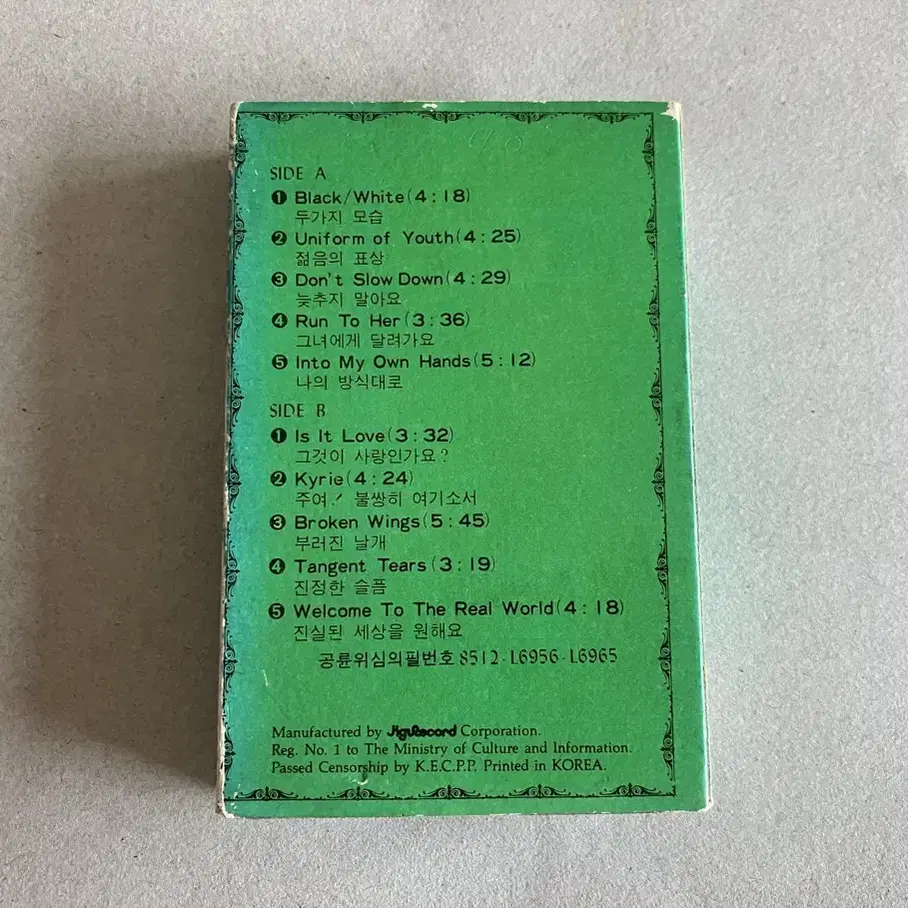 SIDE A
❶ Black/White(4:18)
두가지 모습
❷ Uniform of Youth(4:25)
젊음의 표상
❸ Don't Slow Down(4:29)
늦추지 말아요
❹ Run To Her(3:36)
그녀에게 달려가요
❺ Into My Own Hands(5:12)
나의 방식대로
SIDE B
❶ Is It Love(3:32)
그것이 사랑인가요?
❷ Kyrie(4:24)
주여! 불쌍히 여기소서
❸ Broken Wings(5:45)
부러진 날개
❹ Tangent Tears(3:19)
진정한 슬픔
❺ Welcome To The Real World(4:18)
진실된 세상을 원해요
공륜위심의필번호 8512-L6956-L6965
Manufactured by JiguRecord Corporation.
Reg. No. 1 to The Ministry of Culture and Information.
Passed Censorship by K.E.C.P.P. Printed in KOREA.